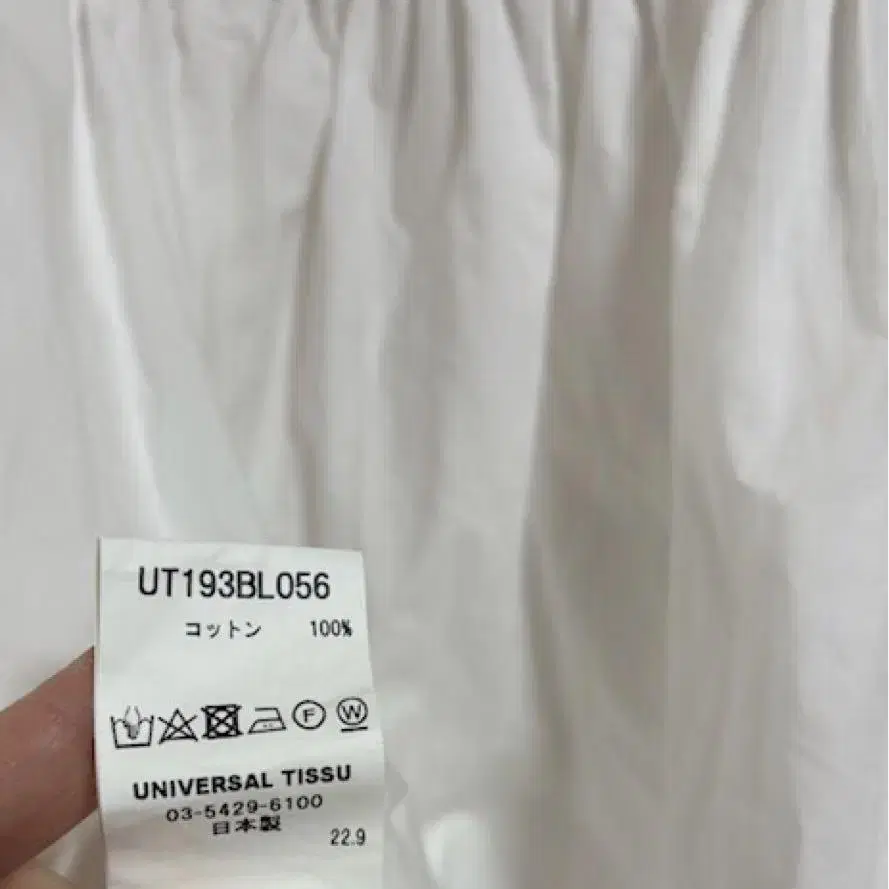 UT193BL056
コットン 100%
F W
UNIVERSAL TISSU
03-5429-6100
日本製
22.9